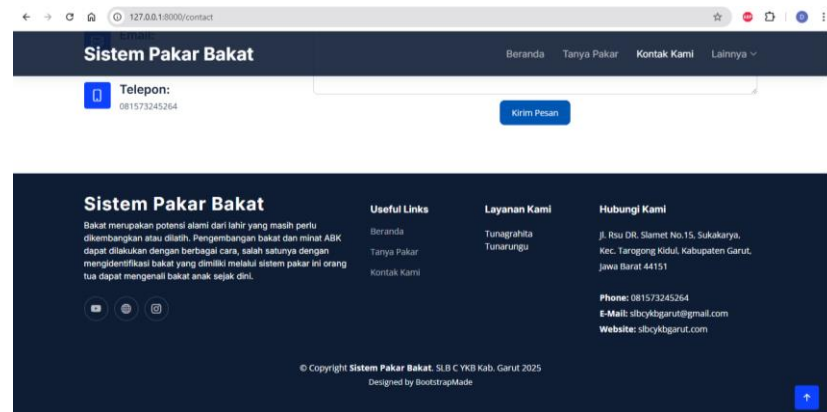 127.0.0.1:8000/contact
Email:
Sistem Pakar Bakat
Beranda
Tanya Pakar
Kontak Kami
Lainnya
Telepon:
081573245264
Kirim Pesan
Sistem Pakar Bakat
Bakat merupakan potensi alami dari lahir yang masih perlu
dikembangkan atau dilatih. Pengembangan bakat dan minat ABK
dapat dilakukan dengan berbagai cara, salah satunya dengan
mengidentifikasi bakat yang dimiliki melalui sistem pakar ini orang
tua dapat mengenali bakat anak sejak dini.
Useful Links
Beranda
Tanya Pakar
Kontak Kami
Layanan Kami
Tunagrahita
Tunarungu
Hubungi Kami
Jl. Rsu DR. Slamet No.15, Sukakarya,
Kec. Tarogong Kidul, Kabupaten Garut,
Jawa Barat 44151
Phone: 081573245264
E-Mail: slbcykbgarut@gmail.com
Website: slbcykbgarut.com
© Copyright Sistem Pakar Bakat. SLB C YKB Kab. Garut 2025
Designed by BootstrapMade